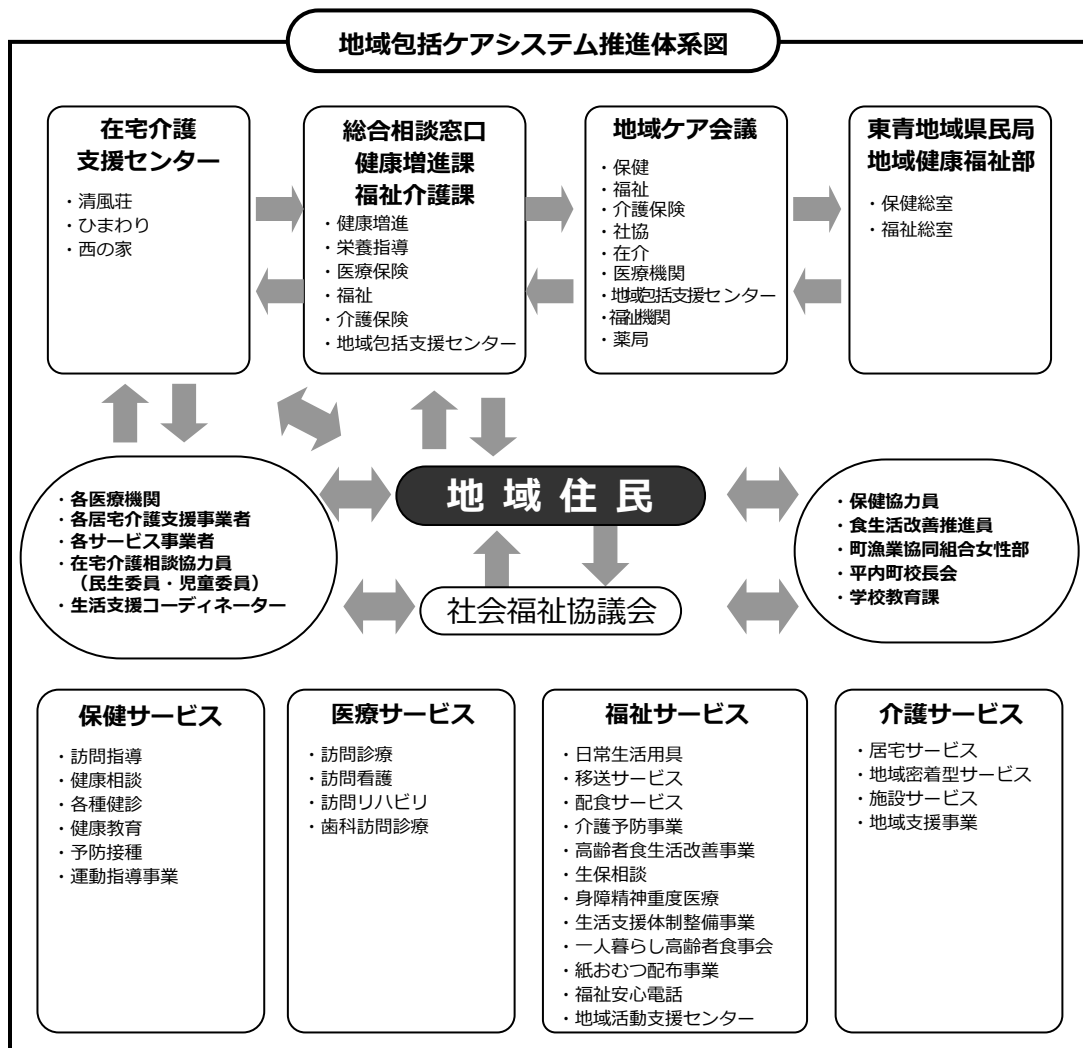 地域包括ケアシステム推進体系図
在宅介護
支援センター
・清風荘
・ひまわり
・西の家
総合相談窓口
健康増進課
福祉介護課
・健康増進
・栄養指導
・医療保険
・福祉
・介護保険
・地域包括支援センター
地域ケア会議
・保健
・福祉
・介護保険
・社協
・在介
・医療機関
・地域包括支援センター
・福祉機関
・薬局
東青地域県民局
地域健康福祉部
・保健総室
・福祉総室
・各医療機関
・各居宅介護支援事業者
・各サービス事業者
・在宅介護相談協力員
（民生委員・児童委員）
・生活支援コーディネーター
地域住民
社会福祉協議会
・保健協力員
・食生活改善推進員
・町漁業協同組合女性部
・平内町校長会
・学校教育課
保健サービス
・訪問指導
・健康相談
・各種健診
・健康教育
・予防接種
・運動指導事業
医療サービス
・訪問診療
・訪問看護
・訪問リハビリ
・歯科訪問診療
福祉サービス
・日常生活用具
・移送サービス
・配食サービス
・介護予防事業
・高齢者食生活改善事業
・生保相談
・身障精神重度医療
・生活支援体制整備事業
・一人暮らし高齢者食事会
・紙おむつ配布事業
・福祉安心電話
・地域活動支援センター
介護サービス
・居宅サービス
・地域密着型サービス
・施設サービス
・地域支援事業